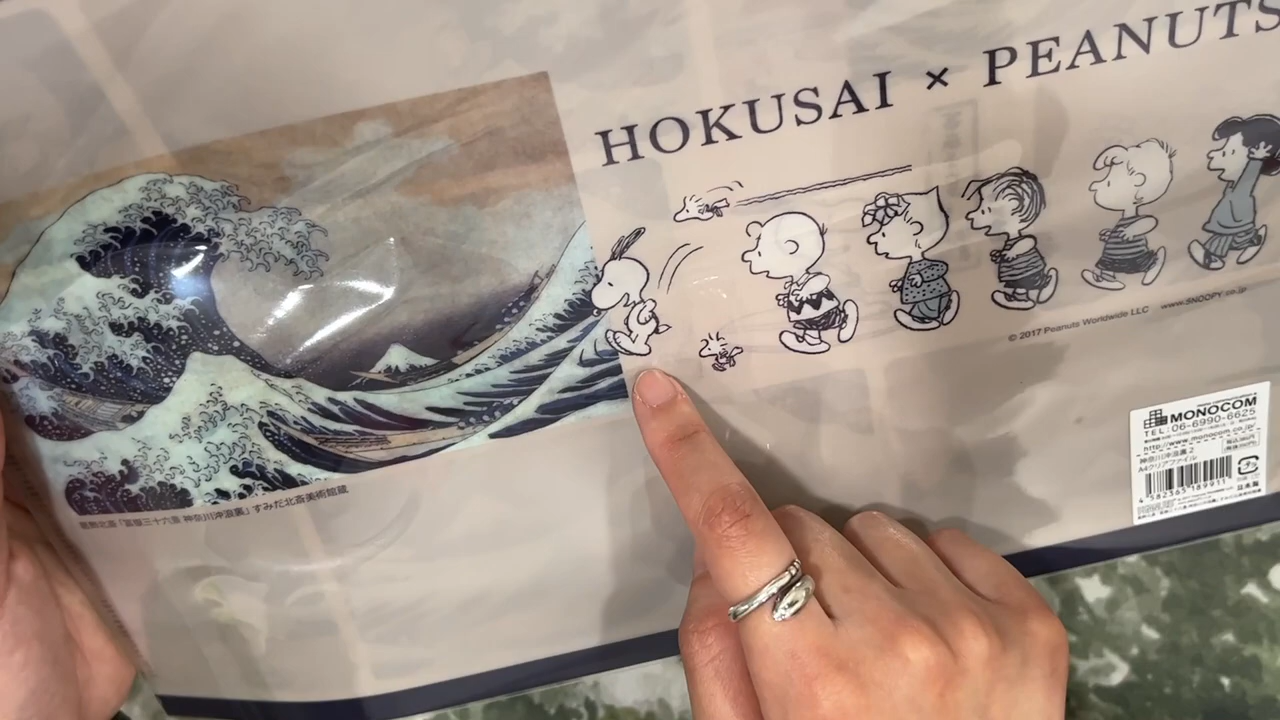 HOKUSAI × PEANUTS
葛飾北斎「冨嶽三十六景 神奈川沖浪裏」すみだ北斎美術館蔵
© 2017 Peanuts Worldwide LLC www.SNOOPY.co.jp
MONOCOM
TEL:06-6990-6625
http://www.monocom.co.jp
神奈川沖浪裏 2
A4クリアファイル
4 582365 189911
日本製